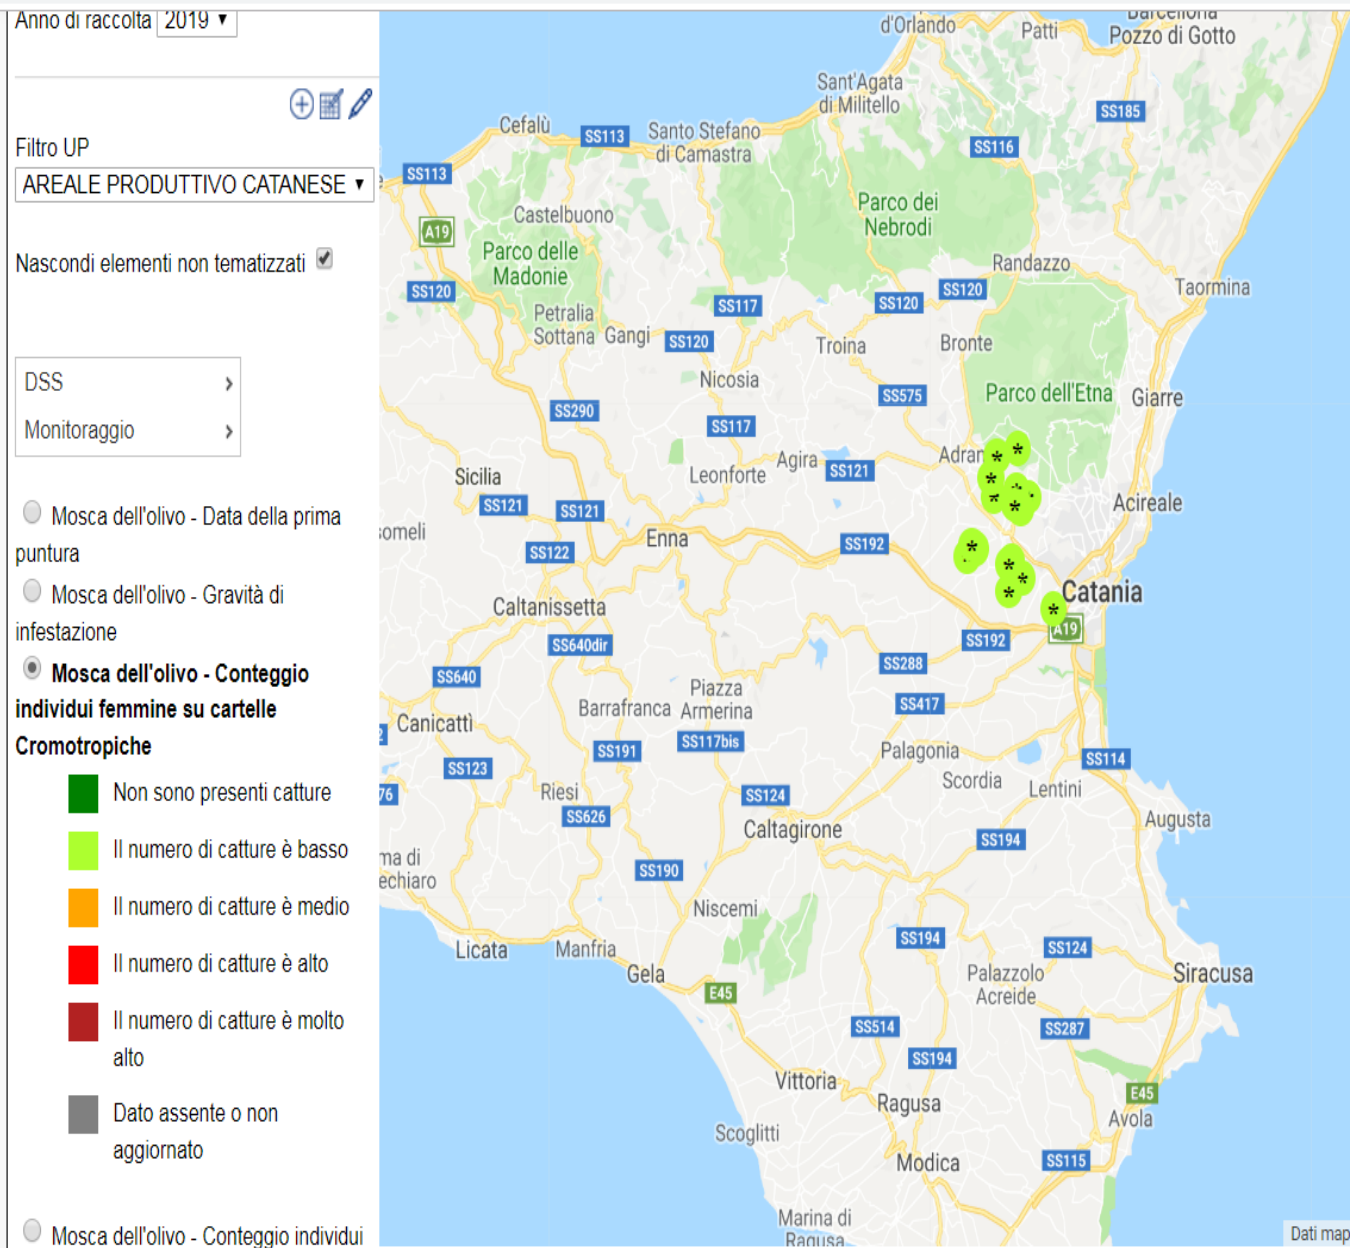 Anno di raccolta 2019
Filtro UP
AREALE PRODUTTIVO CATANESE
Nascondi elementi non tematizzati
DSS
Monitoraggio
Mosca dell'olivo - Data della prima
puntura
Mosca dell'olivo - Gravità di
infestazione
Mosca dell'olivo - Conteggio
individui femmine su cartelle
Cromotropiche
Non sono presenti catture
Il numero di catture è basso
Il numero di catture è medio
Il numero di catture è alto
Il numero di catture è molto
alto
Dato assente o non
aggiornato
Mosca dell'olivo - Conteggio individui
d'Orlando
Patti
Barcellona
Pozzo di Gotto
Sant'Agata
di Militello
SS185
Cefalù
SS113
Santo Stefano
di Camastra
SS116
SS113
Parco dei
Nebrodi
Castelbuono
A19
Parco delle
Madonie
Randazzo
SS120
SS120
Taormina
SS117
SS120
Petralia
Sottana
Gangi
SS120
Troina
Bronte
Nicosia
Parco dell'Etna
Giarre
SS575
SS290
SS117
Adran
Agira
SS121
Sicilia
Leonforte
SS121
SS121
Acireale
someli
Enna
SS192
SS122
Catania
Caltanissetta
A19
SS640dir
SS192
SS288
SS640
Piazza
Armerina
Barrafranca
SS417
Canicattì
SS117bis
SS191
Palagonia
SS114
SS123
Scordia
Lentini
76
Riesi
SS124
SS626
Caltagirone
Augusta
SS194
ma di
echiaro
SS190
Niscemi
Licata
Manfria
SS194
SS124
Gela
Palazzolo
Acreide
Siracusa
E45
SS514
SS287
SS194
Vittoria
Ragusa
E45
Avola
Scoglitti
Modica
SS115
Marina di
Ragusa
Dati map